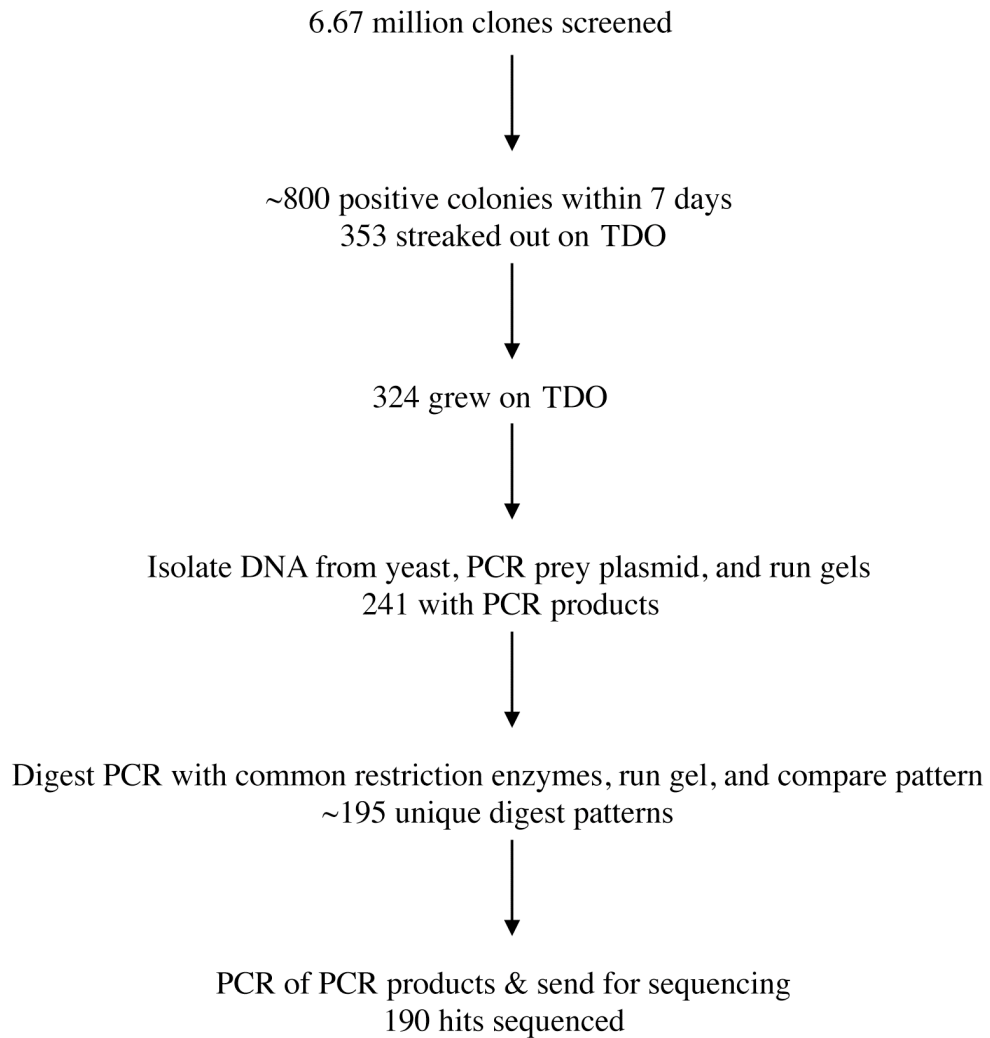 6.67 million clones screened
~800 positive colonies within 7 days
353 streaked out on TDO
324 grew on TDO
Isolate DNA from yeast, PCR prey plasmid, and run gels
241 with PCR products
Digest PCR with common restriction enzymes, run gel, and compare pattern
~195 unique digest patterns
PCR of PCR products & send for sequencing
190 hits sequenced